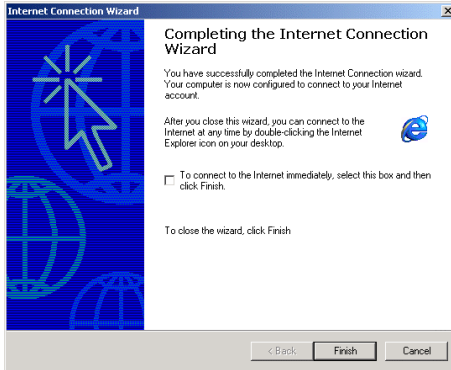 Internet Connection Wizard
Completing the Internet Connection
Wizard
You have successfully completed the Internet Connection wizard.
Your computer is now configured to connect to your Internet
account.
After you close this wizard, you can connect to the
Internet at any time by double-clicking the Internet
Explorer icon on your desktop.
To connect to the Internet immediately, select this box and then
click Finish.
To close the wizard, click Finish
< Back
Finish
Cancel